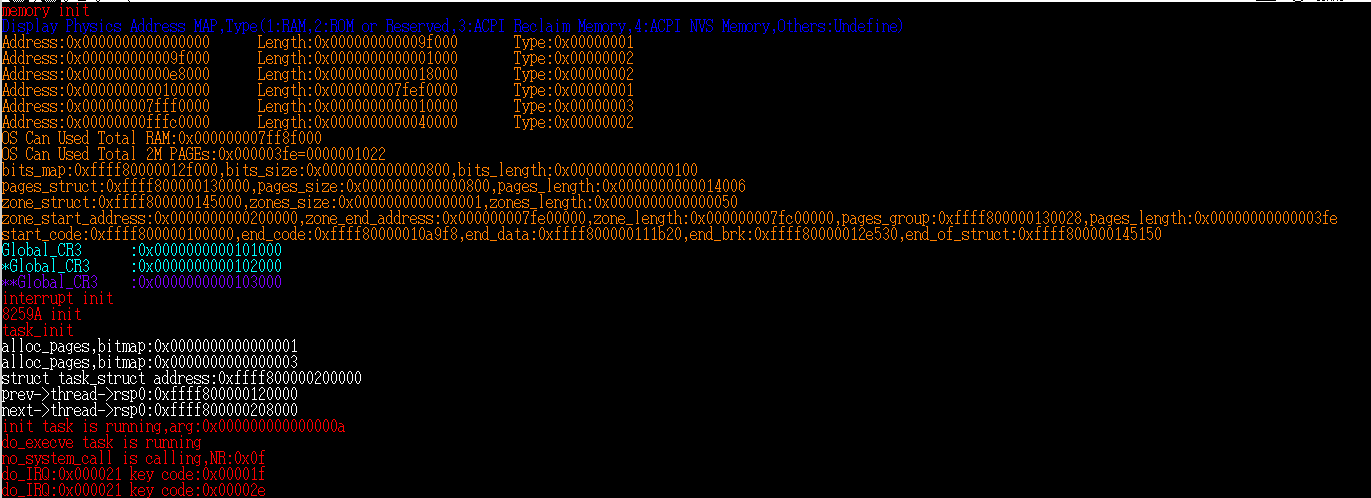 memory init
Display Physics Address MAP,Type(1:RAM,2:ROM or Reserved,3:ACPI Reclaim Memory,4:ACPI NVS Memory,Others:Undefine)
Address:0x0000000000000000 Length:0x000000000009f000 Type:0x00000001
Address:0x000000000009f000 Length:0x0000000000001000 Type:0x00000002
Address:0x00000000000e8000 Length:0x0000000000018000 Type:0x00000002
Address:0x0000000000100000 Length:0x000000007fef0000 Type:0x00000001
Address:0x000000007fff0000 Length:0x0000000000010000 Type:0x00000003
Address:0x00000000fffc0000 Length:0x0000000000040000 Type:0x00000002
OS Can Used Total RAM:0x000000007ff8f000
OS Can Used Total 2M PAGEs:0x000003fe=0000001022
bits_map:0xffff80000012f000,bits_size:0x0000000000000800,bits_length:0x0000000000000100
pages_struct:0xffff800000130000,pages_size:0x0000000000000800,pages_length:0x0000000000014006
zone_struct:0xffff800000145000,zones_size:0x0000000000000001,zones_length:0x0000000000000050
zone_start_address:0x0000000000200000,zone_end_address:0x000000007fe00000,zone_length:0x000000007fc00000,pages_group:0xffff800000130028,pages_length:0x00000000000003fe
start_code:0xffff800000100000,end_code:0xffff80000010a9f8,end_data:0xffff800000111b20,end_brk:0xffff80000012e530,end_of_struct:0xffff800000145150
Global_CR3 :0x0000000000101000
*Global_CR3 :0x0000000000102000
**Global_CR3 :0x0000000000103000
interrupt init
8259A init
task_init
alloc_pages,bitmap:0x0000000000000001
alloc_pages,bitmap:0x0000000000000003
struct task_struct address:0xffff800000200000
prev->thread->rsp0:0xffff800000120000
next->thread->rsp0:0xffff800000208000
init task is running,arg:0x000000000000000a
do_execve task is running
no_system_call is calling,NR:0x0f
do_IRQ:0x000021 key code:0x00001f
do_IRQ:0x000021 key code:0x00002e